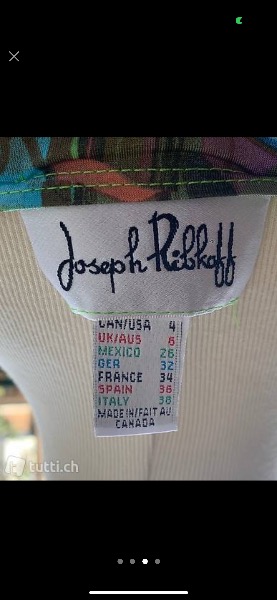 Joseph Ribkoff
CAN/USA 4
UK/AUS 6
MEXICO 26
GER 32
FRANCE 34
SPAIN 36
ITALY 38
MADE IN/FAIT AU
CANADA
tutti.ch